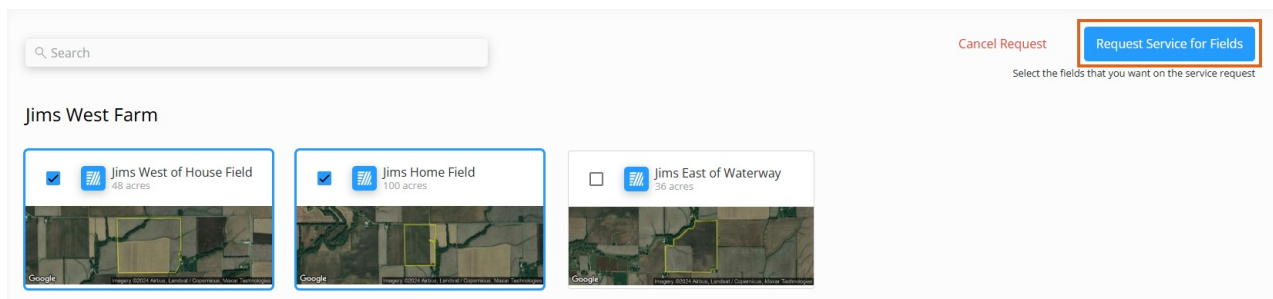 Search
Cancel Request
Request Service for Fields
Select the fields that you want on the service request
Jims West Farm
Jims West of House Field
48 acres
Jims Home Field
100 acres
Jims East of Waterway
36 acres
Google
Imagery ©2024 Airbus, Landsat / Copernicus, Maxar Technologies
Google
Imagery ©2024 Airbus, Landsat / Copernicus, Maxar Technologies
Google
Imagery ©2024 Airbus, Landsat / Copernicus, Maxar Technologies